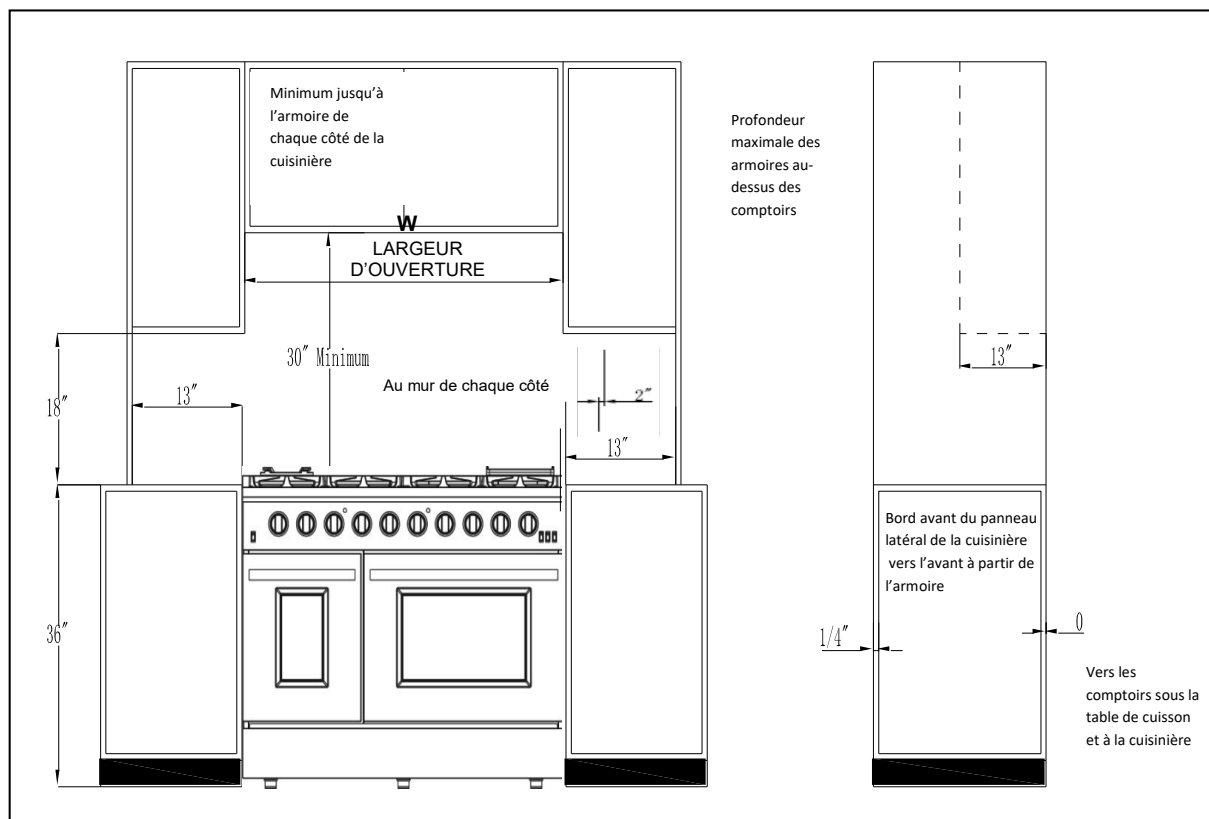 Minimum jusqu’à
l’armoire de
chaque côté de la
cuisinière
Profondeur
maximale des
armoires au-
dessus des
comptoirs
W
LARGEUR
D’OUVERTURE
30" Minimum
13"
Au mur de chaque côté
2"
13"
18"
13"
36"
Bord avant du panneau
latéral de la cuisinière
vers l’avant à partir de
l’armoire
1/4"
0
Vers les
comptoirs sous la
table de cuisson
et à la cuisinière